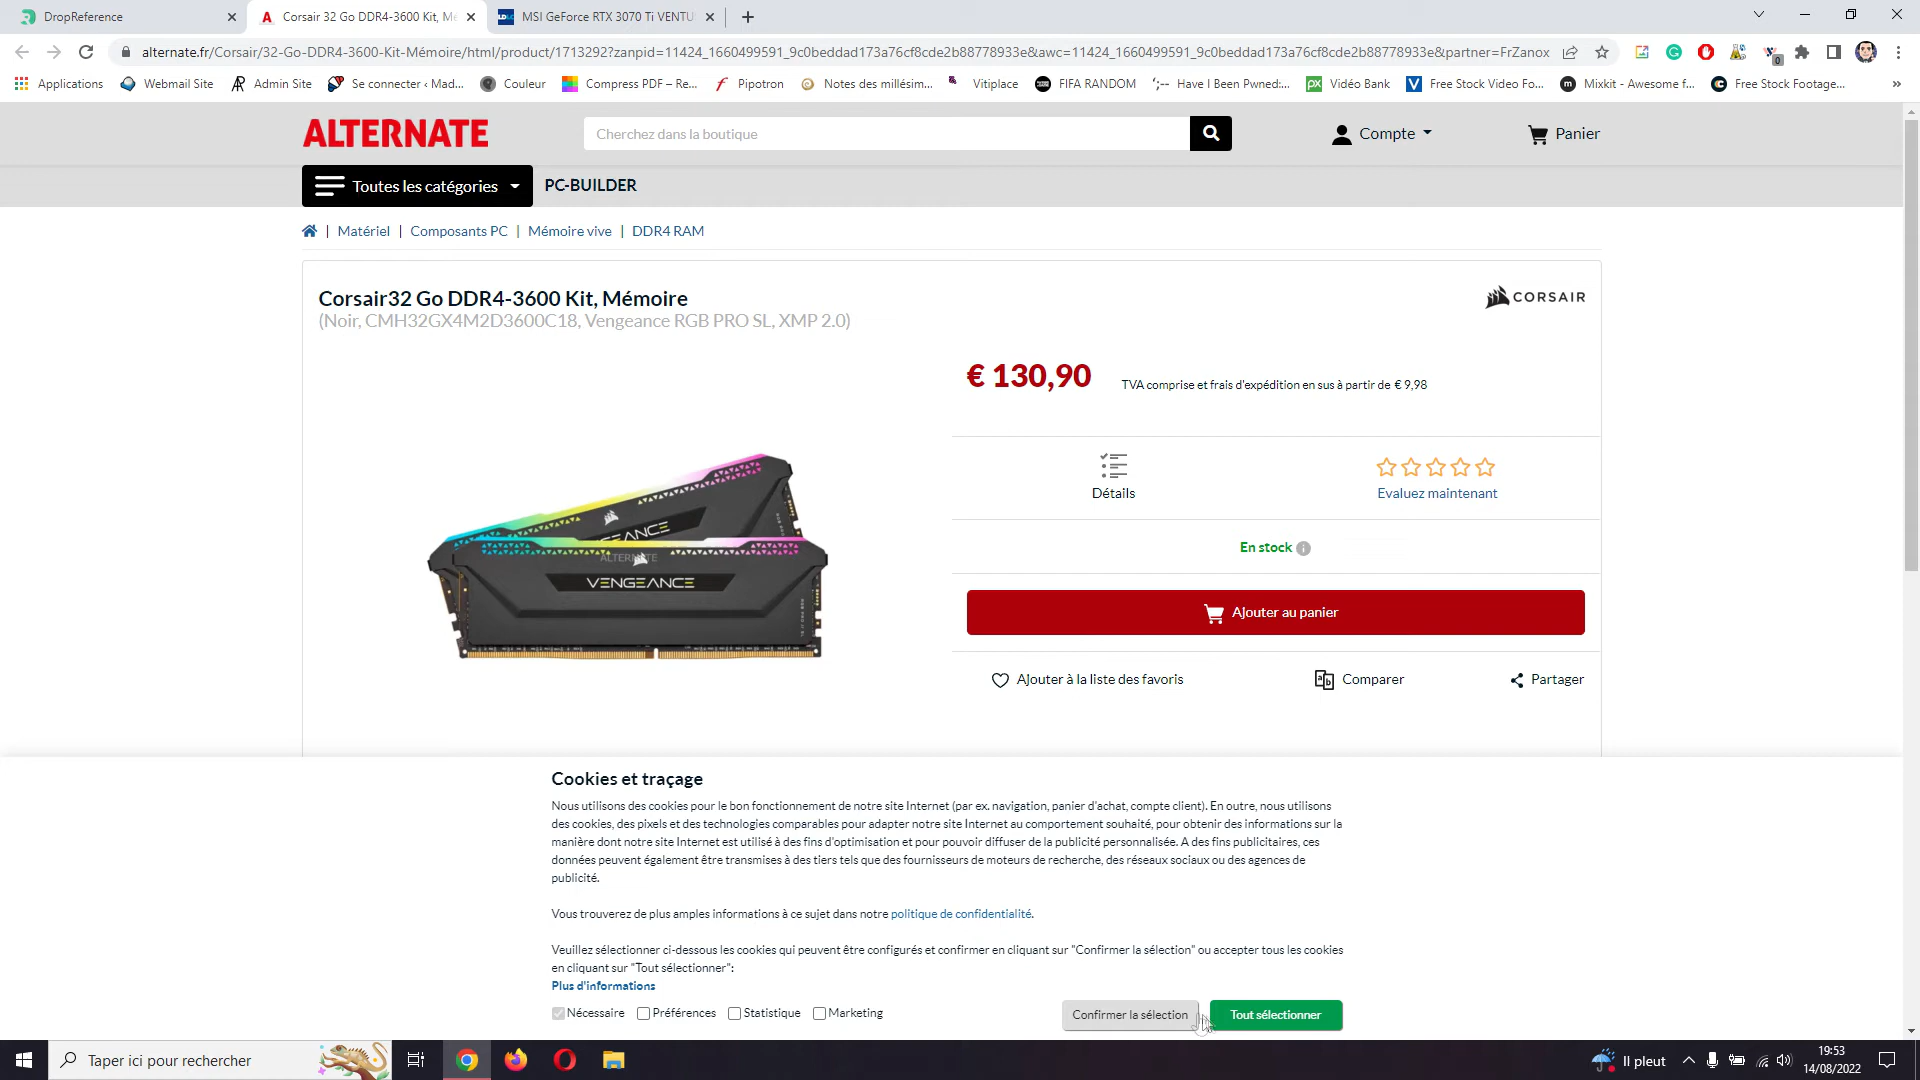 DropReference
Corsair 32 Go DDR4-3600 Kit, Mé
MSI GeForce RTX 3070 Ti VENTU
alternate.fr/Corsair/32-Go-DDR4-3600-Kit-Mémoire/html/product/1713292?zanpid=11424_1660499591_9c0beddad173a76cf8cde2b88778933e&awc=11424_1660499591_9c0beddad173a76cf8cde2b88778933e&partner=FrZanox
Applications
Webmail Site
Admin Site
Se connecter ‹ Mad...
Couleur
Compress PDF – Re...
Pipotron
Notes des millésim...
Vitiplace
FIFA RANDOM
Have I Been Pwned:...
Vidéo Bank
Free Stock Video Fo...
Mixkit - Awesome f...
Free Stock Footage...
ALTERNATE
Cherchez dans la boutique
Compte
Panier
Toutes les catégories
PC-BUILDER
| Matériel | Composants PC | Mémoire vive | DDR4 RAM
Corsair32 Go DDR4-3600 Kit, Mémoire
(Noir, CMH32GX4M2D3600C18, Vengeance RGB PRO SL, XMP 2.0)
CORSAIR
€ 130,90
TVA comprise et frais d'expédition en sus à partir de € 9,98
Détails
Evaluez maintenant
En stock
Ajouter au panier
Ajouter à la liste des favoris
Comparer
Partager
ALTERNATE
VENGEANCE
Cookies et traçage
Nous utilisons des cookies pour le bon fonctionnement de notre site Internet (par ex. navigation, panier d'achat, compte client). En outre, nous utilisons
des cookies, des pixels et des technologies comparables pour adapter notre site Internet au comportement souhaité, pour obtenir des informations sur la
manière dont notre site Internet est utilisé à des fins d'optimisation et pour pouvoir diffuser de la publicité personnalisée. A des fins publicitaires, ces
données peuvent également être transmises à des tiers tels que des fournisseurs de moteurs de recherche, des réseaux sociaux ou des agences de
publicité.
Vous trouverez de plus amples informations à ce sujet dans notre politique de confidentialité.
Veuillez sélectionner ci-dessous les cookies qui peuvent être configurés et confirmer en cliquant sur "Confirmer la sélection" ou accepter tous les cookies
en cliquant sur "Tout sélectionner":
Plus d'informations
Nécessaire
Préférences
Statistique
Marketing
Confirmer la sélection
Tout sélectionner
Taper ici pour rechercher
Il pleut
19:53
14/08/2022